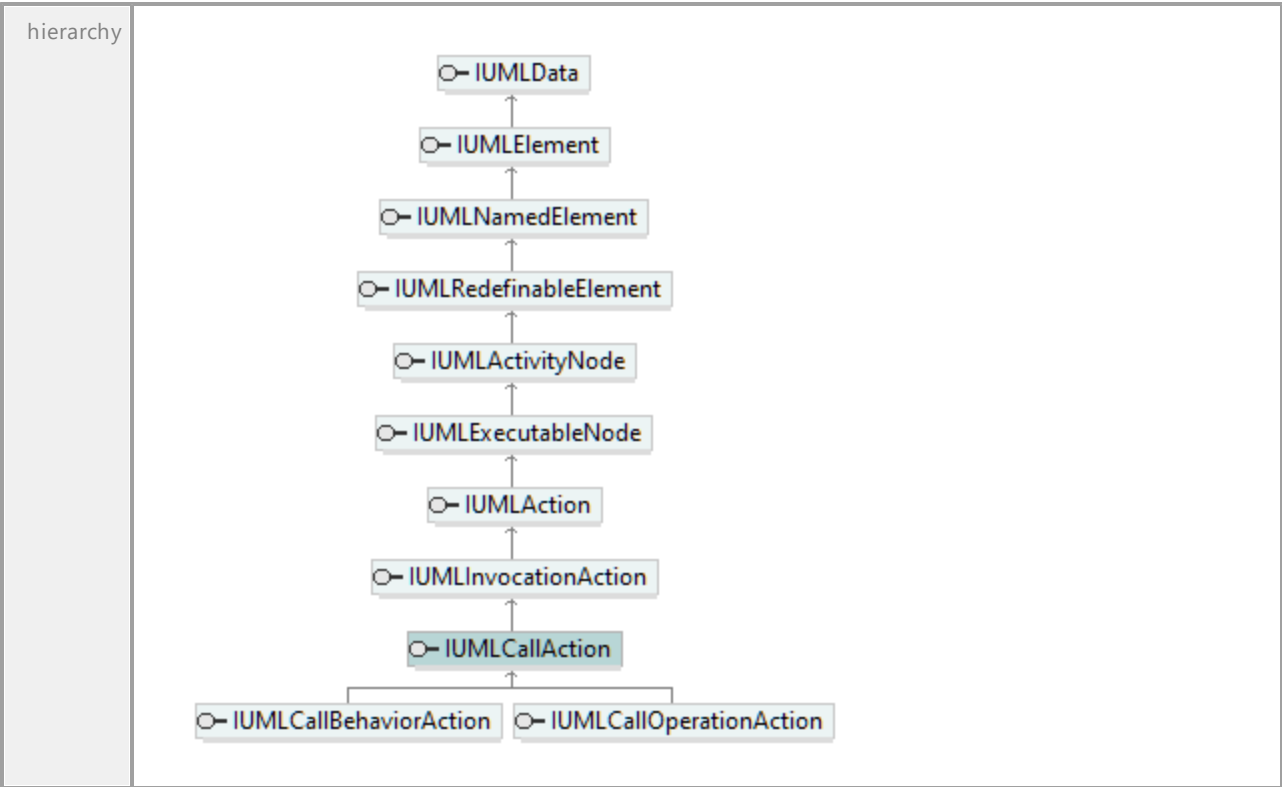 hierarchy
IUMLData
IUMLElement
IUMLNamedElement
IUMLRedefinableElement
IUMLActivityNode
IUMLExecutableNode
IUMLAction
IUMLInvocationAction
IUMLCallAction
IUMLCallBehaviorAction IUMLCallOperationAction